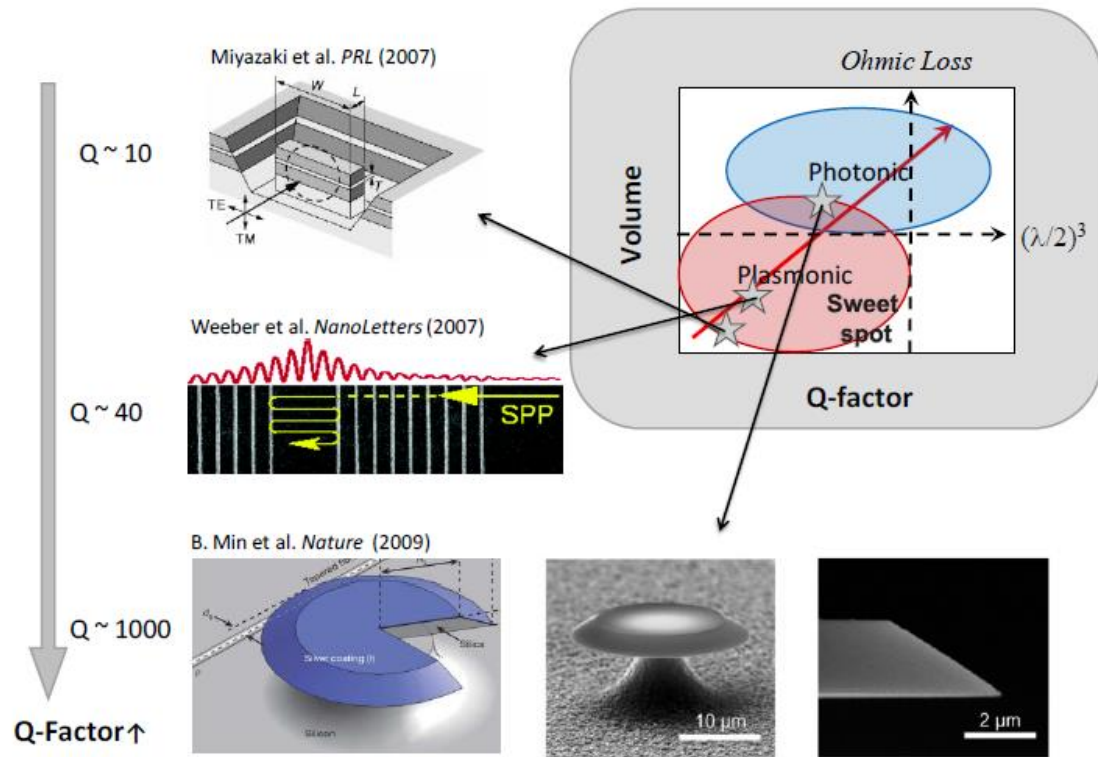 Miyazaki et al. PRL (2007)
W
L
T
TE
TM
Q ~ 10
Ohmic Loss
Photonic
Volume
(λ/2)³
Plasmonic
Sweet
spot
Q-factor
Weeber et al. NanoLetters (2007)
Q ~ 40
SPP
B. Min et al. Nature (2009)
Q ~ 1000
Tapered
Silica
Silver coating (I)
Silicon
10 μm
2 μm
Q-Factor↑